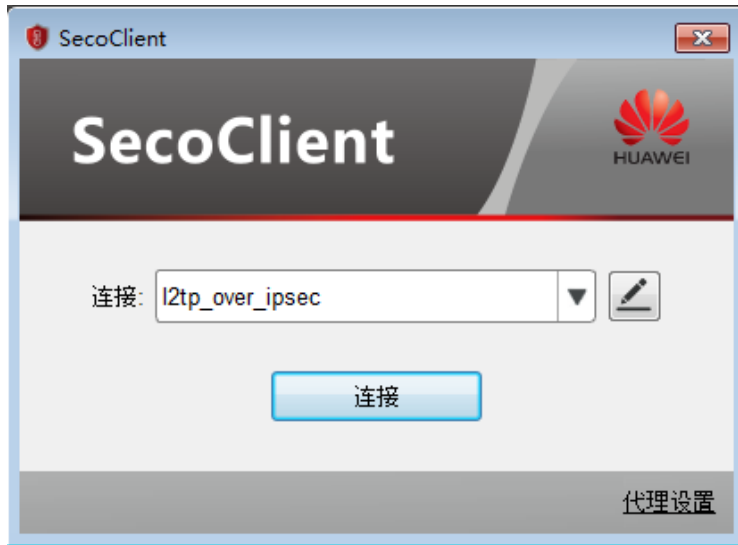 SecoClient
SecoClient
HUAWEI
连接: l2tp_over_ipsec
连接
代理设置